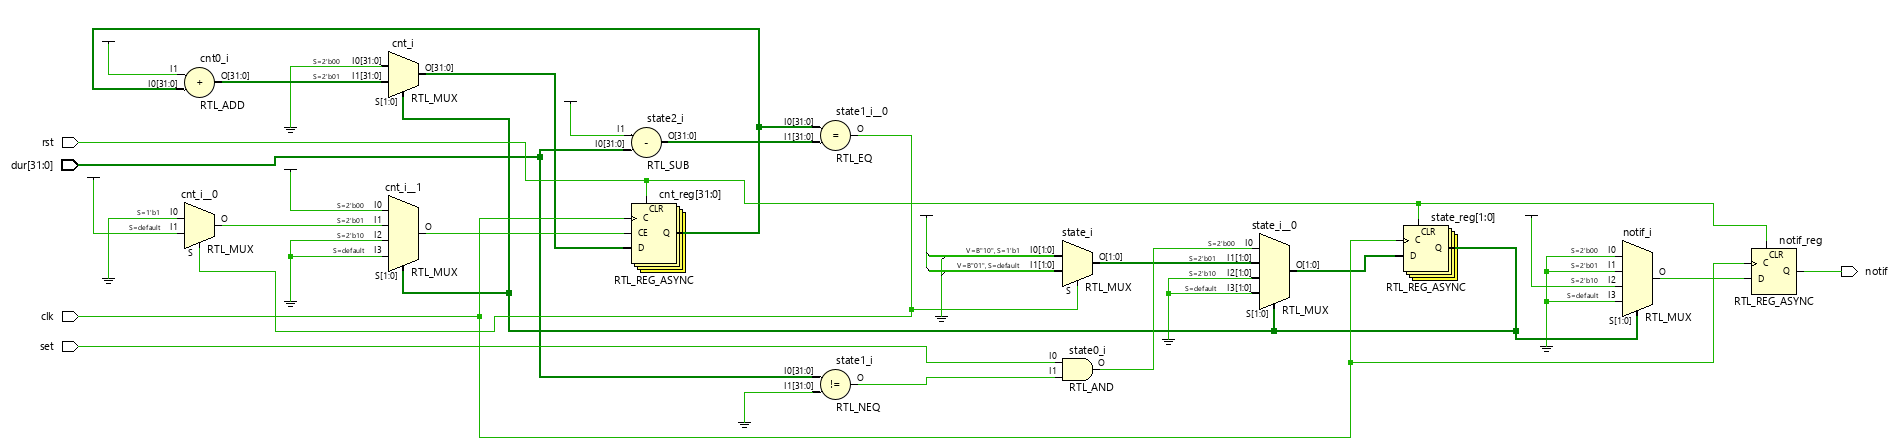 cnt_i
cnt0_i
S=2'b00
I0[31:0]
I1
O[31:0]
O[31:0]
S=2'b01
I1[31:0]
I0[31:0]
+
RTL_ADD
S[1:0]
RTL_MUX
state2_i
I1
O[31:0]
I0[31:0]
-
RTL_SUB
state1_i__0
I0[31:0]
O
I1[31:0]
=
RTL_EQ
rst
dur[31:0]
cnt_i__0
S=1'b1
I0
O
S=default
I1
S
RTL_MUX
cnt_i__1
S=2'b00
I0
S=2'b01
I1
O
S=2'b10
I2
S=default
I3
S[1:0]
RTL_MUX
cnt_reg[31:0]
CLR
C
CE
Q
D
RTL_REG_ASYNC
state_i
V=B"10", S=1'b1
I0[1:0]
O[1:0]
V=B"01", S=default
I1[1:0]
S
RTL_MUX
state_i__0
S=2'b00
I0
S=2'b01
I1[1:0]
O[1:0]
S=2'b10
I2[1:0]
S=default
I3[1:0]
S[1:0]
RTL_MUX
state_reg[1:0]
CLR
C
Q
D
RTL_REG_ASYNC
notif_i
S=2'b00
I0
S=2'b01
I1
O
S=2'b10
I2
S=default
I3
S[1:0]
RTL_MUX
notif_reg
CLR
C
Q
D
RTL_REG_ASYNC
notif
clk
set
state1_i
I0[31:0]
O
I1[31:0]
!=
RTL_NEQ
state0_i
I0
O
I1
RTL_AND